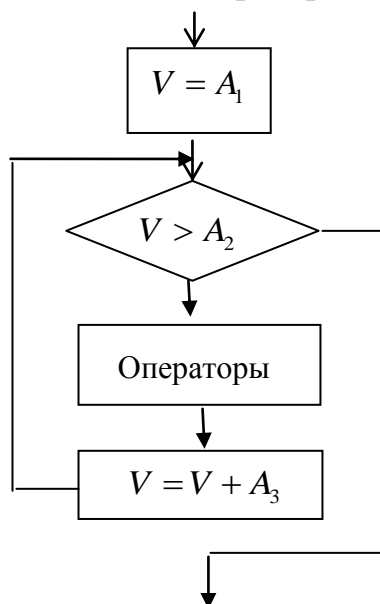 V = A₁
V > A₂
Операторы
V = V + A₃